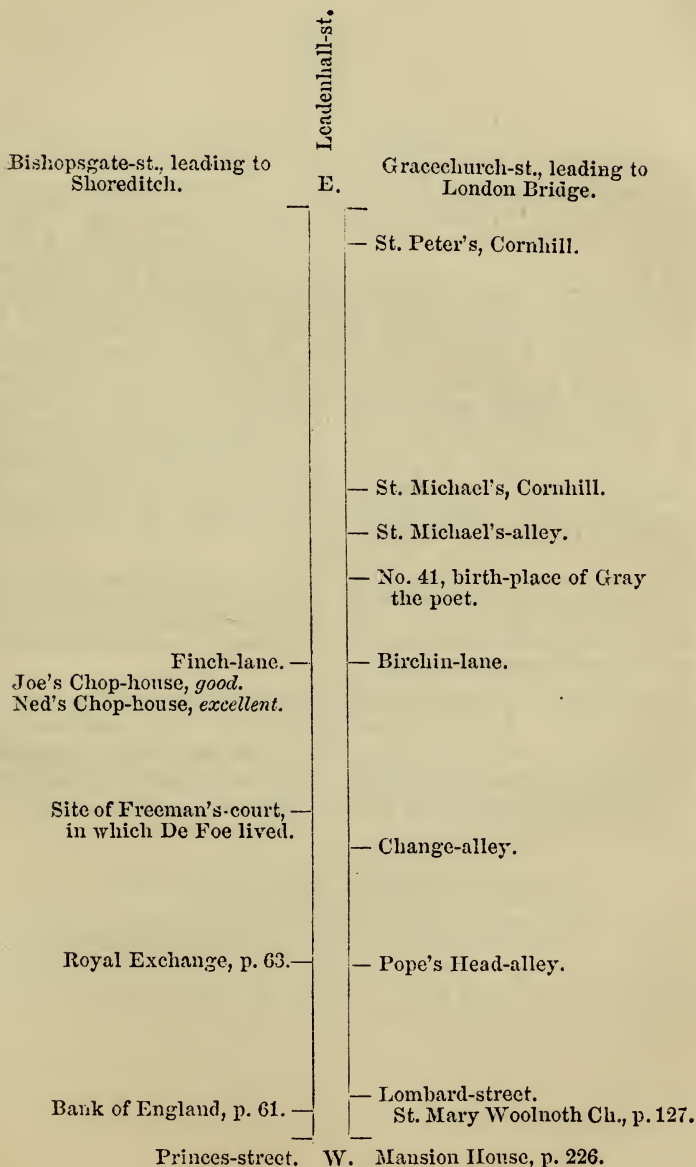 Leadenhall-st.
Bishopsgate-st., leading to
Shoreditch.
E.
Gracechurch-st., leading to
London Bridge.
St. Peter's, Cornhill.
St. Michael's, Cornhill.
St. Michael's-alley.
No. 41, birth-place of Gray
the poet.
Finch-lane.
Joe's Chop-house, good.
Ned's Chop-house, excellent.
Birchin-lane.
Site of Freeman's-court,
in which De Foe lived.
Change-alley.
Royal Exchange, p. 63.
Pope's Head-alley.
Bank of England, p. 61.
Lombard-street.
St. Mary Woolnoth Ch., p. 127.
Princes-street. W. Mansion House, p. 226.